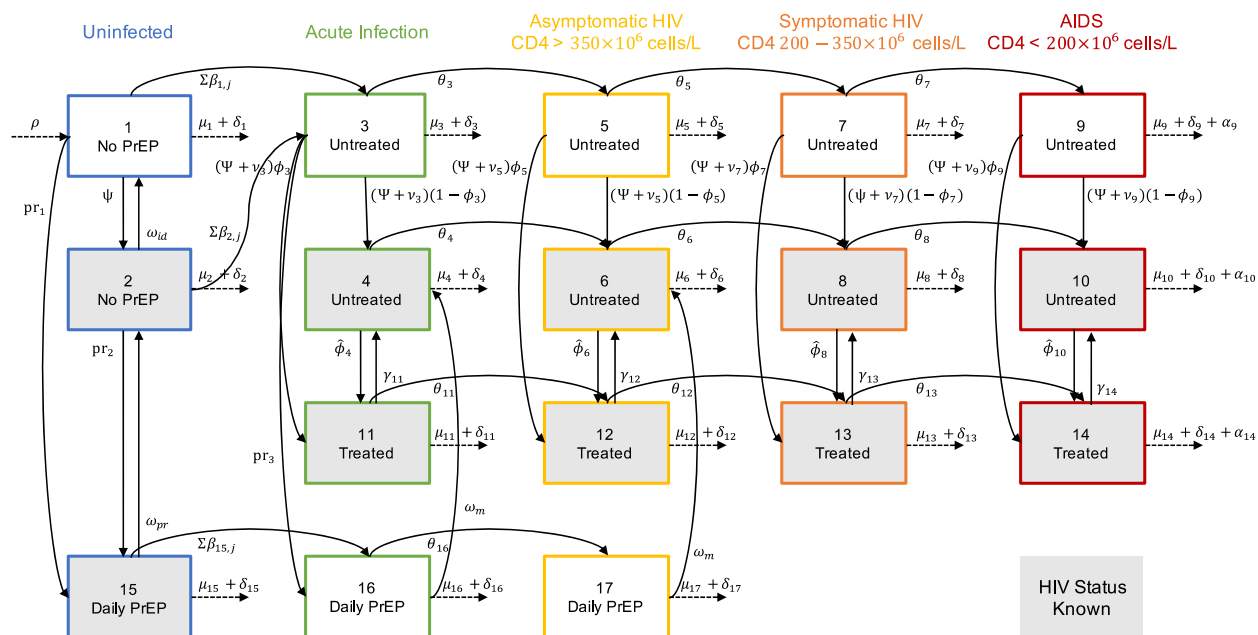 Uninfected
Acute Infection
Asymptomatic HIV
CD4 > 350×10⁶ cells/L
Symptomatic HIV
CD4 200 − 350×10⁶ cells/L
AIDS
CD4 < 200×10⁶ cells/L
Σβ₁,ⱼ
θ₃
θ₅
θ₇
ρ
1
No PrEP
μ₁ + δ₁
3
Untreated
μ₃ + δ₃
5
Untreated
μ₅ + δ₅
7
Untreated
μ₇ + δ₇
9
Untreated
μ₉ + δ₉ + α₉
(Ψ + ν₃)ϕ₃
(Ψ + ν₅)ϕ₅
(Ψ + ν₇)ϕ₇
(Ψ + ν₉)ϕ₉
pr₁
ψ
ω_id
(Ψ + ν₃)(1 − ϕ₃)
(Ψ + ν₅)(1 − ϕ₅)
(ψ + ν₇)(1 − ϕ₇)
(Ψ + ν₉)(1 − ϕ₉)
Σβ₂,ⱼ
θ₄
θ₆
θ₈
2
No PrEP
μ₂ + δ₂
4
Untreated
μ₄ + δ₄
6
Untreated
μ₆ + δ₆
8
Untreated
μ₈ + δ₈
10
Untreated
μ₁₀ + δ₁₀ + α₁₀
pr₂
ϕ̂₄
γ₁₁
ϕ̂₆
γ₁₂
ϕ̂₈
γ₁₃
ϕ̂₁₀
γ₁₄
θ₁₁
θ₁₂
θ₁₃
11
Treated
μ₁₁ + δ₁₁
12
Treated
μ₁₂ + δ₁₂
13
Treated
μ₁₃ + δ₁₃
14
Treated
μ₁₄ + δ₁₄ + α₁₄
pr₃
ω_pr
ω_m
Σβ₁₅,ⱼ
θ₁₆
ω_m
15
Daily PrEP
μ₁₅ + δ₁₅
16
Daily PrEP
μ₁₆ + δ₁₆
17
Daily PrEP
μ₁₇ + δ₁₇
HIV Status
Known